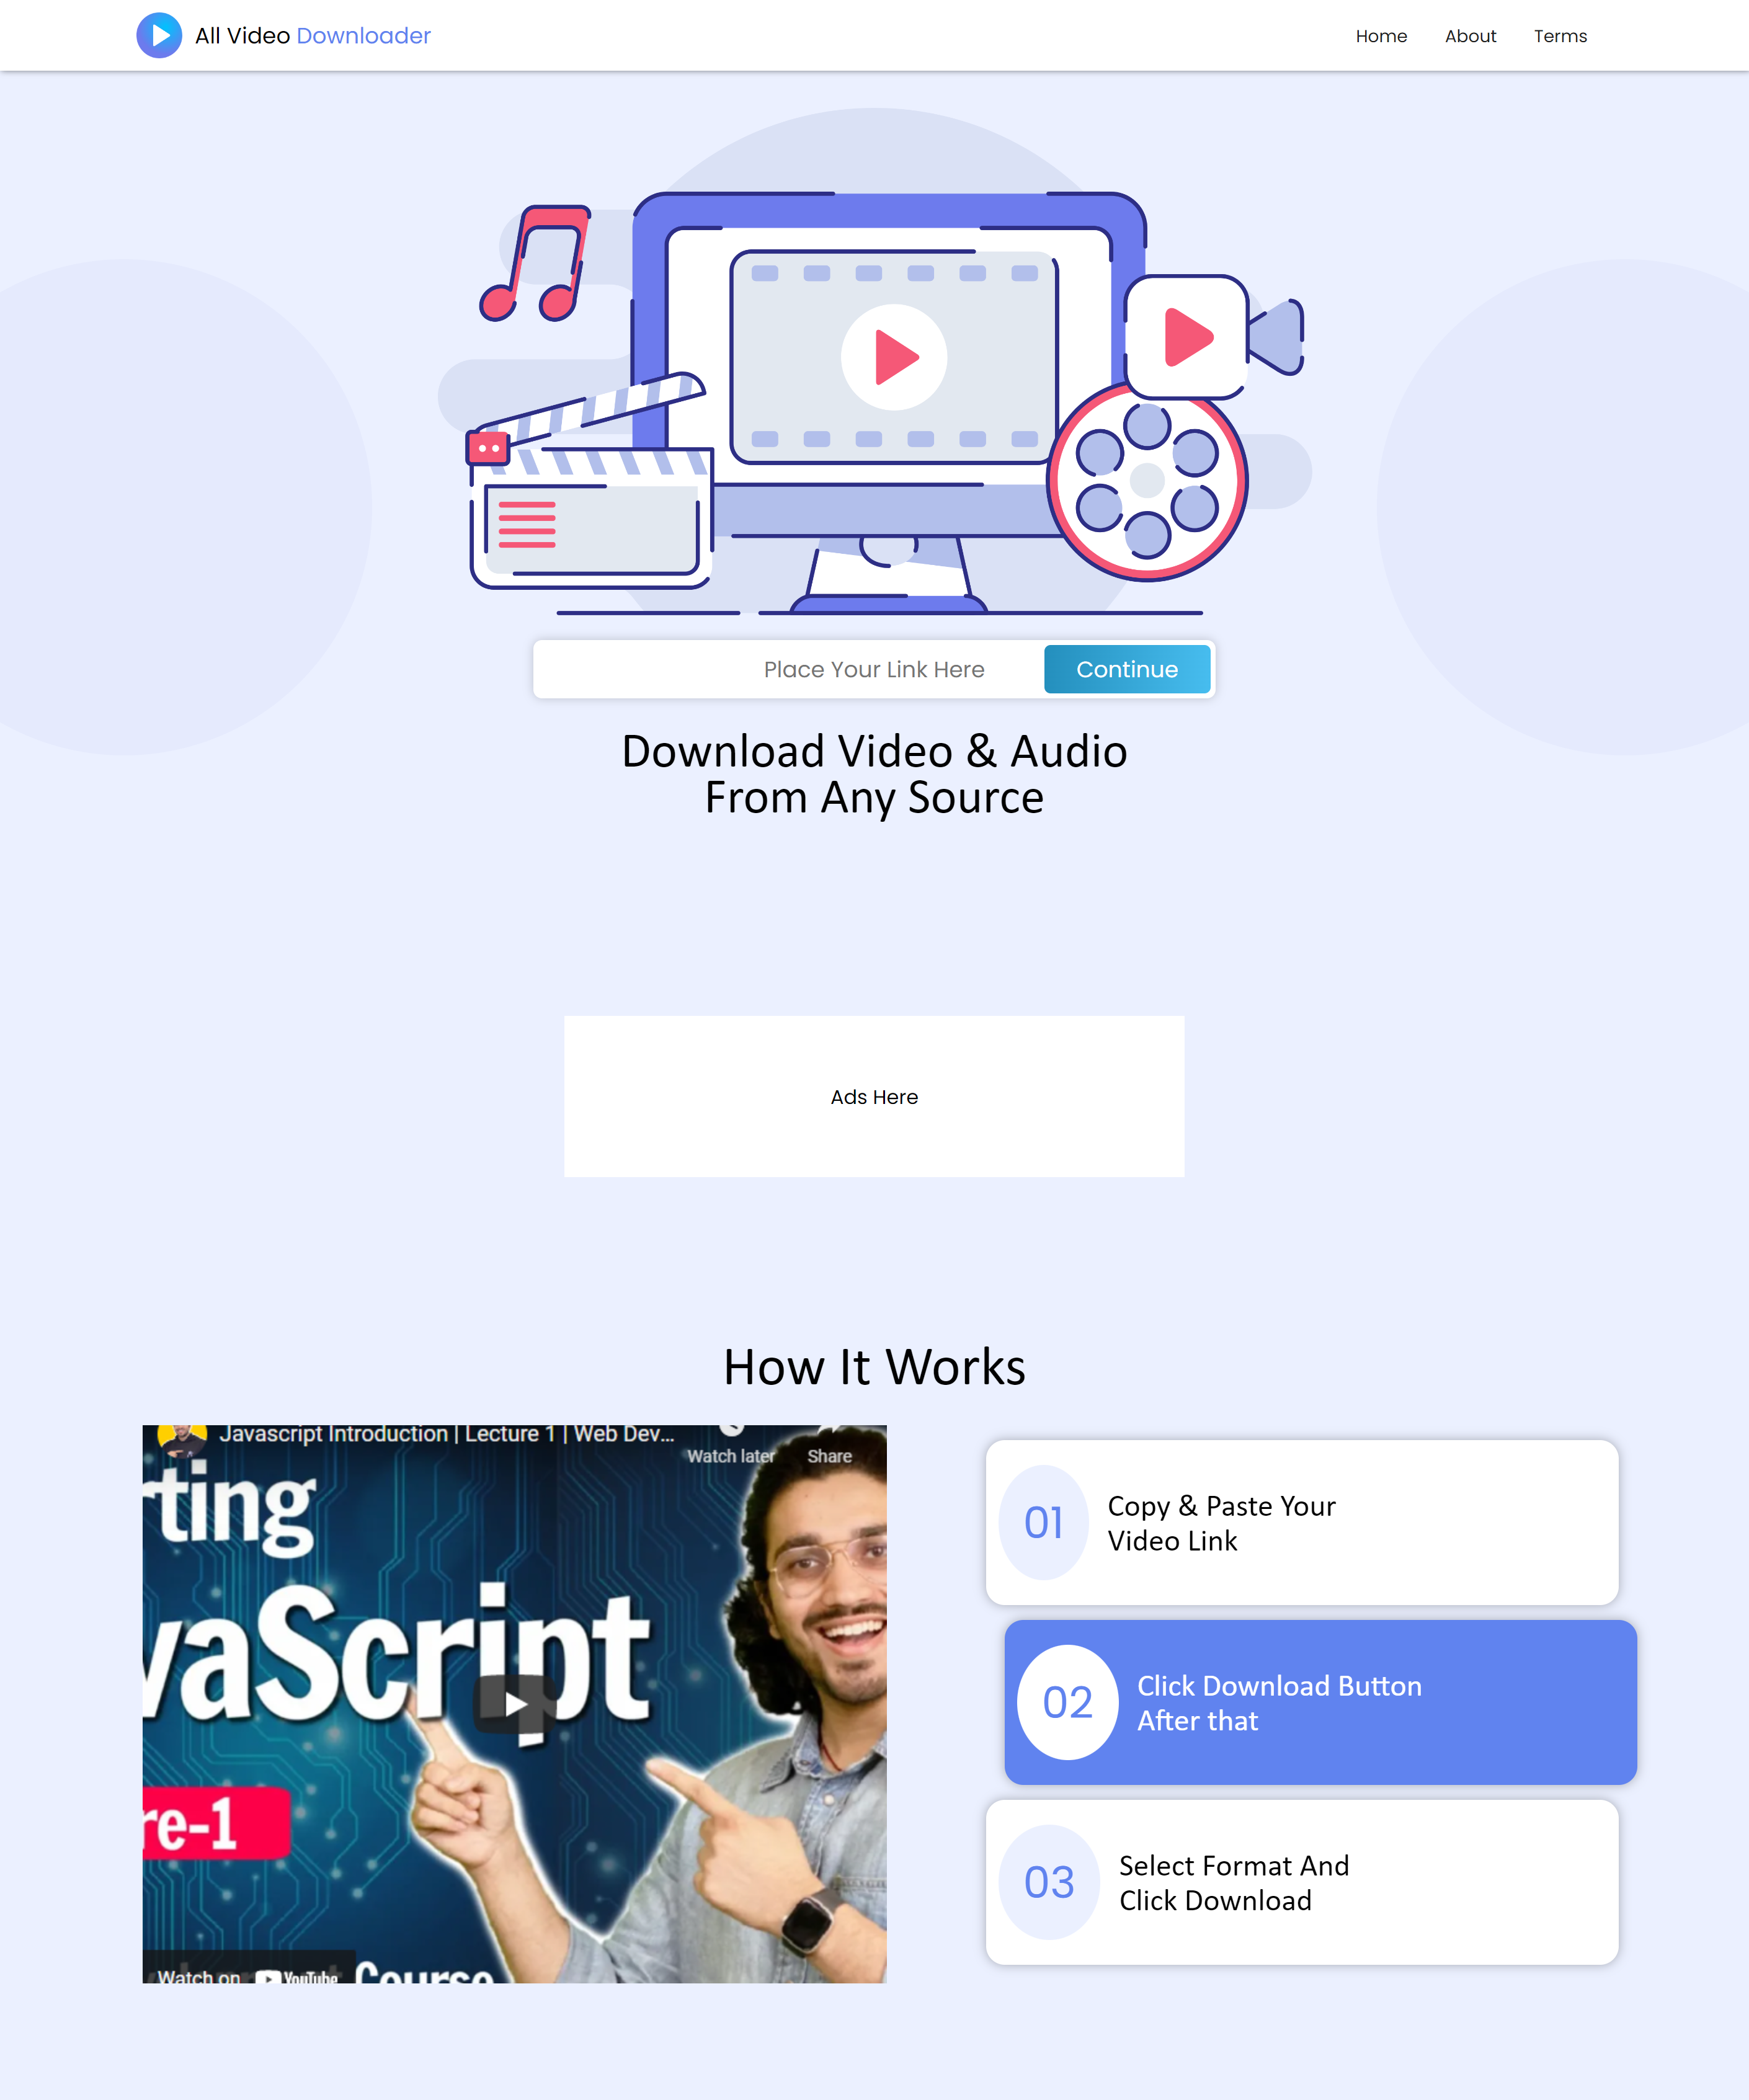 All Video Downloader
Home
About
Terms
Place Your Link Here
Continue
Download Video & Audio
From Any Source
Ads Here
How It Works
Javascript Introduction | Lecture 1 | Web Dev...
Watch later
Share
rting
vaScript
re-1
Watch on
YouTube
Course
01
Copy & Paste Your
Video Link
02
Click Download Button
After that
03
Select Format And
Click Download